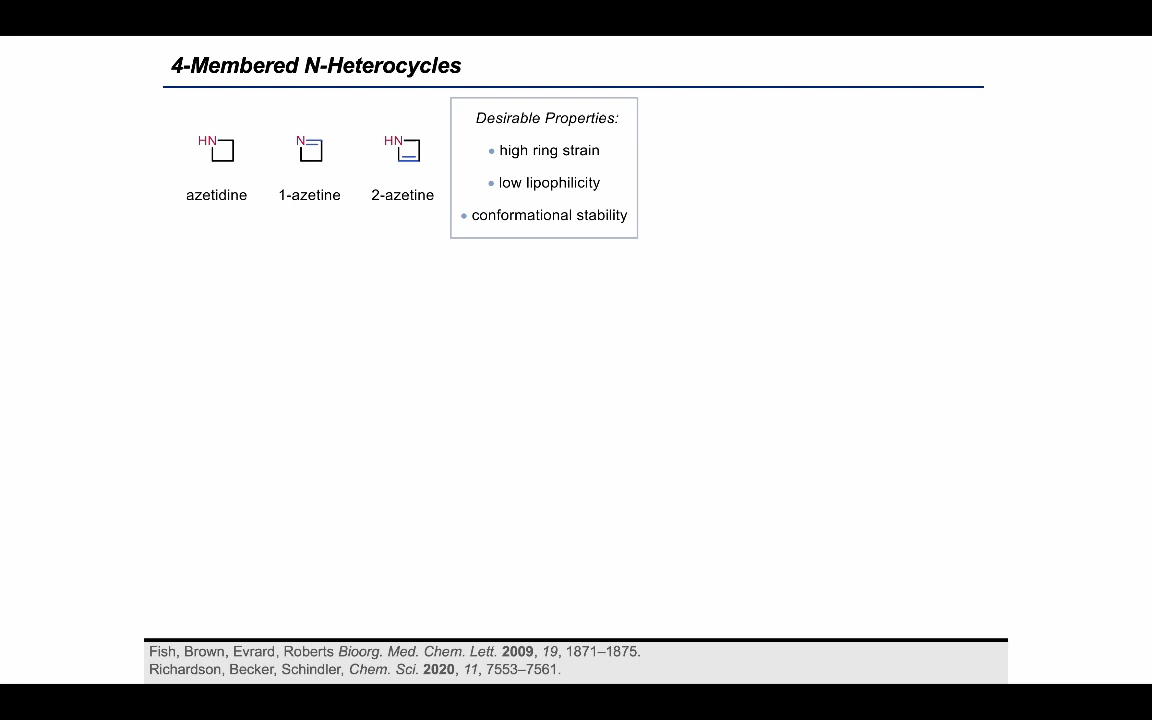 4-Membered N-Heterocycles
HN
N
HN
azetidine
1-azetine
2-azetine
Desirable Properties:
• high ring strain
• low lipophilicity
• conformational stability
Fish, Brown, Evrard, Roberts Bioorg. Med. Chem. Lett. 2009, 19, 1871–1875.
Richardson, Becker, Schindler, Chem. Sci. 2020, 11, 7553–7561.